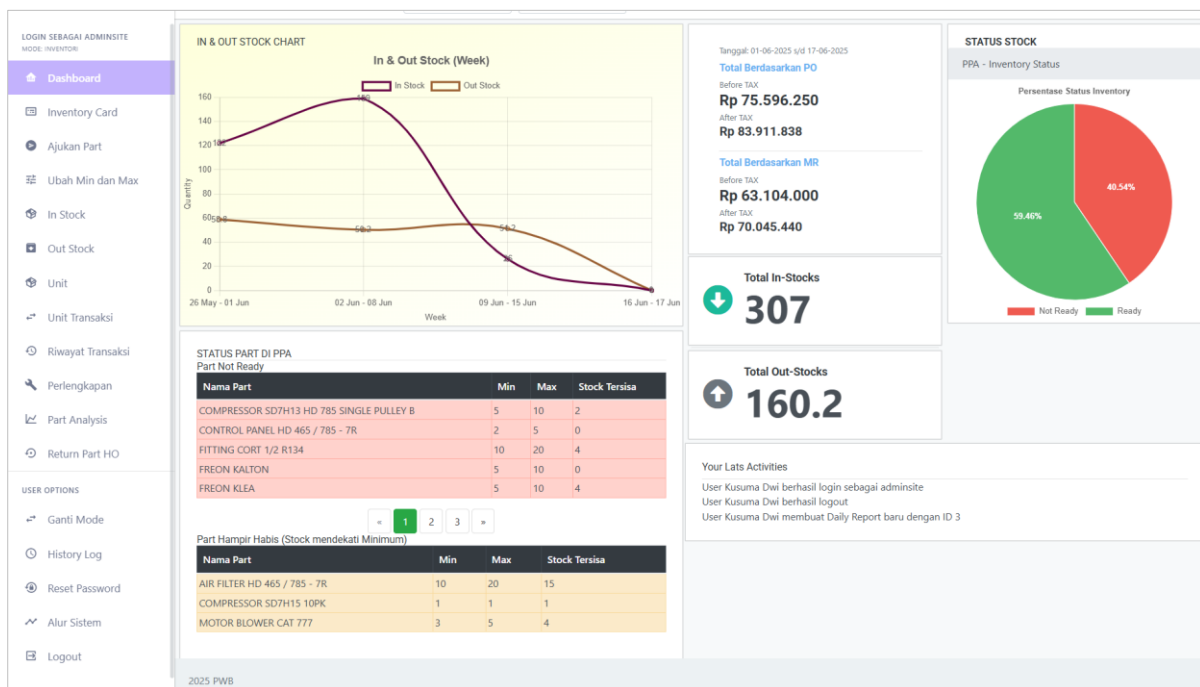 LOGIN SEBAGAI ADMINSITE
MODE: INVENTORI
Dashboard
Inventory Card
Ajukan Part
Ubah Min dan Max
In Stock
Out Stock
Unit
Unit Transaksi
Riwayat Transaksi
Perlengkapan
Part Analysis
Return Part HO
USER OPTIONS
Ganti Mode
History Log
Reset Password
Alur Sistem
Logout
IN & OUT STOCK CHART
In & Out Stock (Week)
In Stock Out Stock
Quantity
160
140
120
100
80
60
40
20
0
26 May - 01 Jun 02 Jun - 08 Jun 09 Jun - 15 Jun 16 Jun - 17 Jun
Week
STATUS PART DI PPA
Part Not Ready
Nama Part Min Max Stock Tersisa
COMPRESSOR SD7H13 HD 785 SINGLE PULLEY B 5 10 2
CONTROL PANEL HD 465 / 785 - 7R 2 5 0
FITTING CORT 1/2 R134 10 20 4
FREON KALTON 5 10 0
FREON KLEA 5 10 4
« 1 2 3 »
Part Hampir Habis (Stock mendekati Minimum)
Nama Part Min Max Stock Tersisa
AIR FILTER HD 465 / 785 - 7R 10 20 15
COMPRESSOR SD7H15 10PK 1 1 1
MOTOR BLOWER CAT 777 3 5 4
Tanggal: 01-06-2025 s/d 17-06-2025
Total Berdasarkan PO
Before TAX
Rp 75.596.250
After TAX
Rp 83.911.838
Total Berdasarkan MR
Before TAX
Rp 63.104.000
After TAX
Rp 70.045.440
Total In-Stocks
307
Total Out-Stocks
160.2
STATUS STOCK
PPA - Inventory Status
Persentase Status Inventory
40.54%
59.46%
Not Ready Ready
Your Lats Activities
User Kusuma Dwi berhasil login sebagai adminsite
User Kusuma Dwi berhasil logout
User Kusuma Dwi membuat Daily Report baru dengan ID 3
2025 PWB